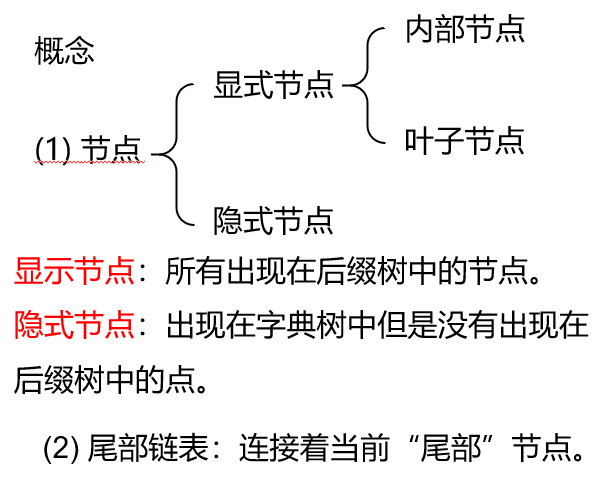 概念
内部节点
显式节点
叶子节点
(1) 节点
隐式节点
显示节点：所有出现在后缀树中的节点。
隐式节点：出现在字典树中但是没有出现在
后缀树中的点。
(2) 尾部链表：连接着当前“尾部”节点。